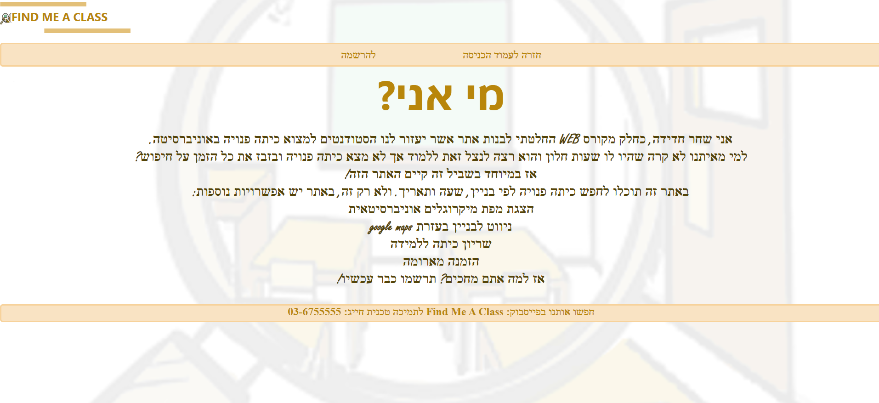 FIND ME A CLASS
חזרה לעמוד הכניסה
להרשמה
מי אני?
אני שחר חדידה, כחלק מקורס WEB החלטתי לבנות אתר אשר יעזור לנו הסטודנטים למצוא כיתה פנויה באוניברסיטה.
למי מאיתנו לא קרה שהיו לו שעות חלון והוא רצה לנצל זאת ללמוד אך לא מצא כיתה פנויה ובזבז את כל הזמן על חיפוש?
אז במיוחד בשביל זה קיים האתר הזה!
באתר זה תוכלו לחפש כיתה פנויה לפי בניין, שעה ותאריך. ולא רק זה, באתר יש אפשרויות נוספות:
הצגת מפת מיקרוגלים אוניברסיטאית
ניווט לבניין בעזרת google maps
שריון כיתה ללמידה
הזמנה מארומה
אז למה אתם מחכים? תרשמו כבר עכשיו!
חפשו אותנו בפייסבוק: Find Me A Class לתמיכה טכנית חייג: 03-6755555